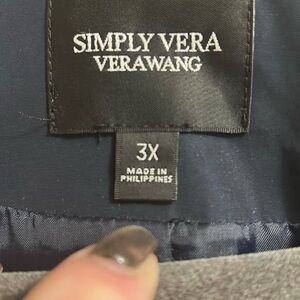 SIMPLY VERA
VERAWANG
3X
MADE IN
PHILIPPINES